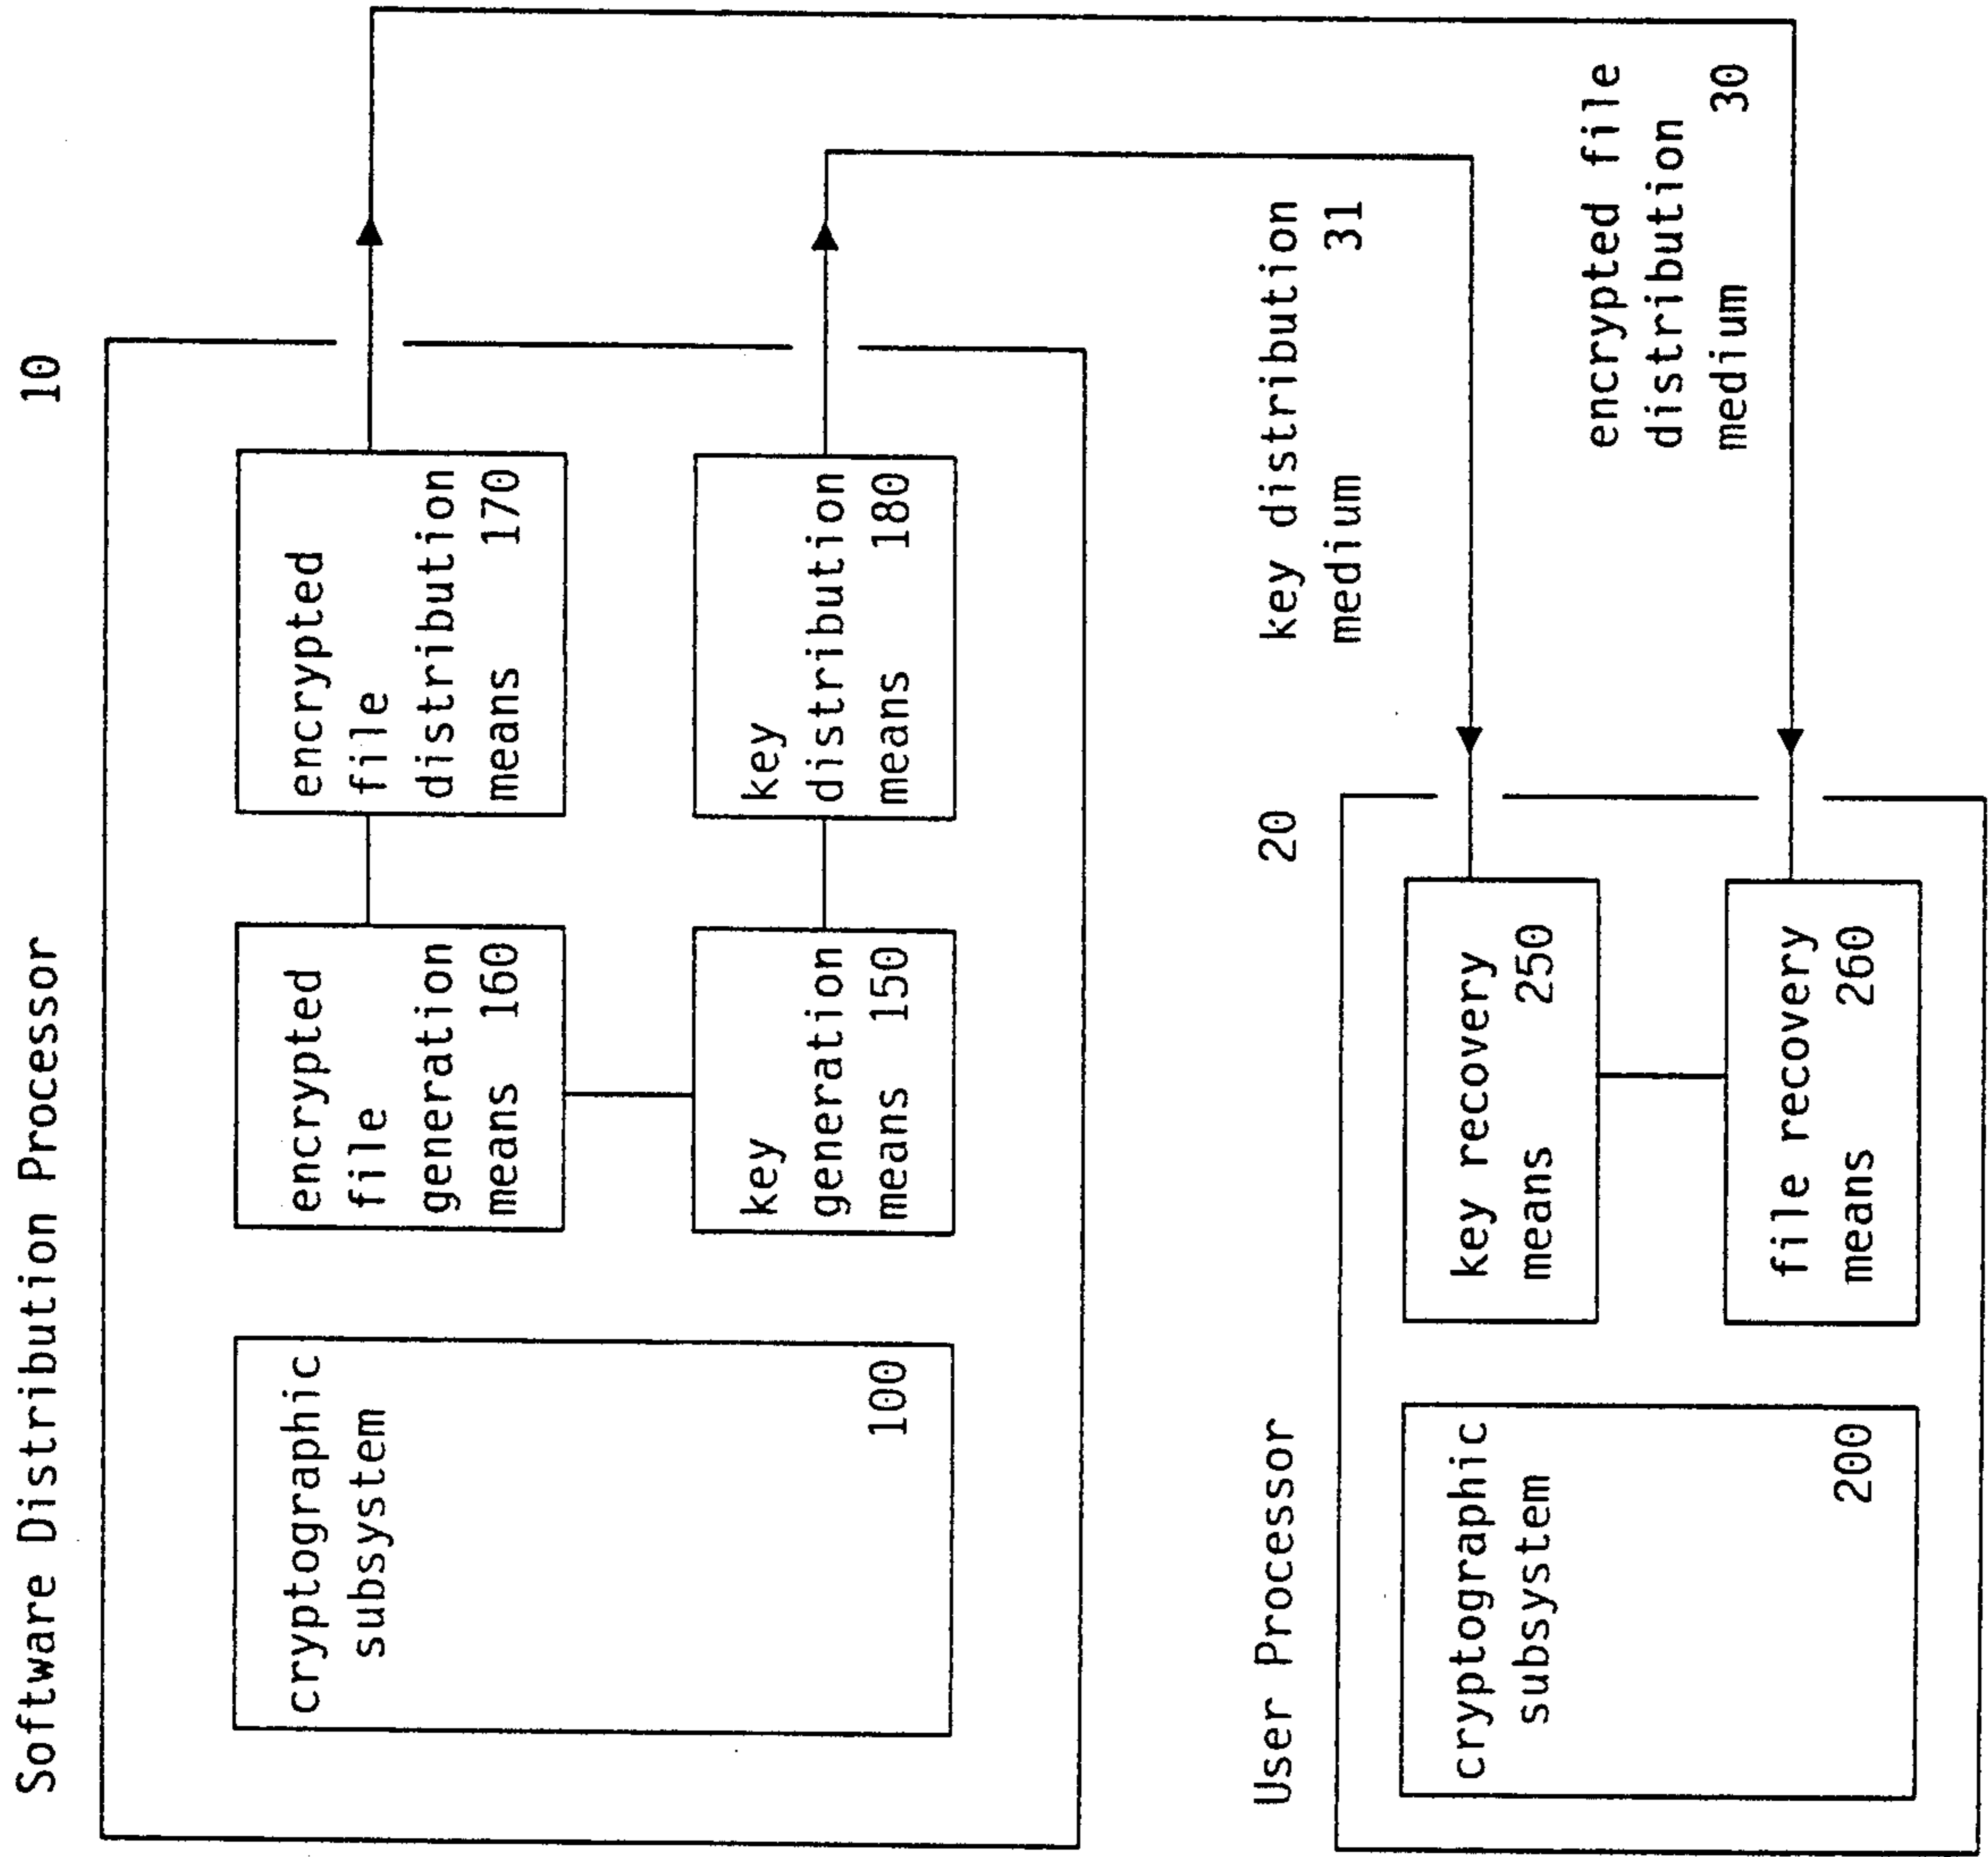 Software Distribution Processor 10
cryptographic
subsystem
100
encrypted
file
generation
means 160
encrypted
file
distribution
means 170
key
generation
means 150
key
distribution
means 180
User Processor 20
key distribution
medium 31
cryptographic
subsystem
200
key recovery
means 250
file recovery
means 260
encrypted file
distribution
medium 30